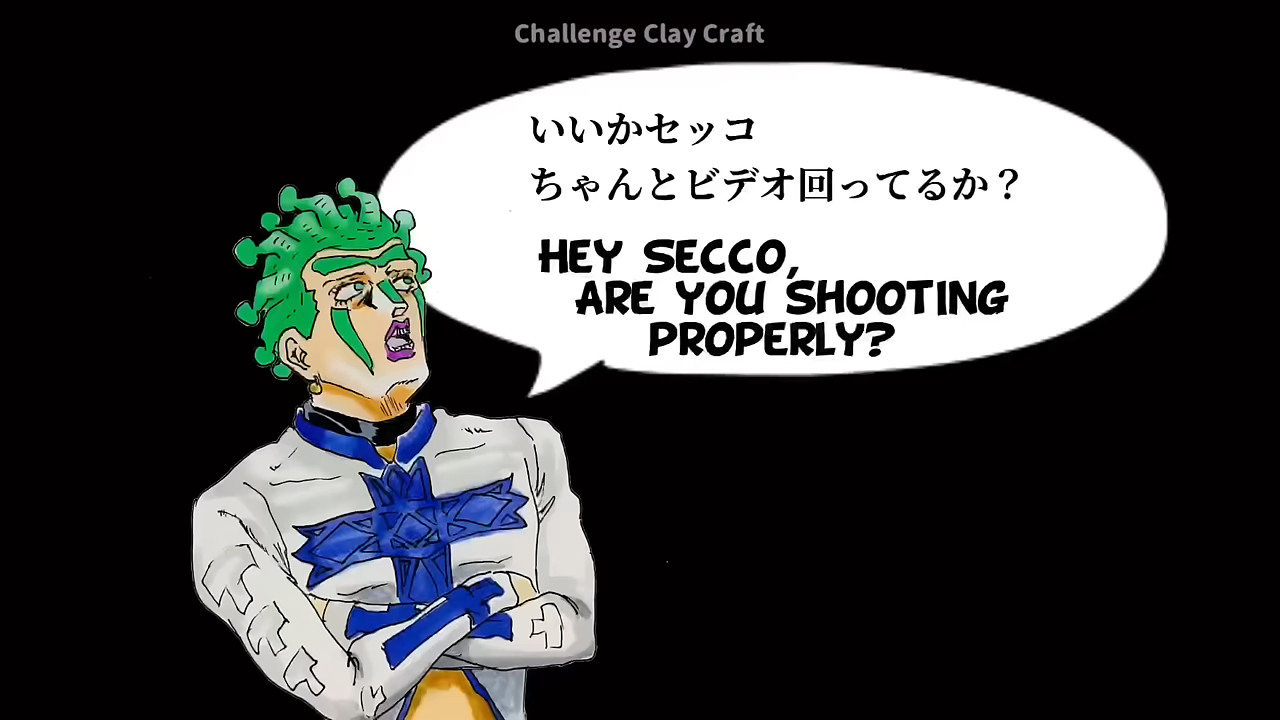 Challenge Clay Craft
いいかセッコ
ちゃんとビデオ回ってるか？
HEY SECCO,
ARE YOU SHOOTING
PROPERLY?